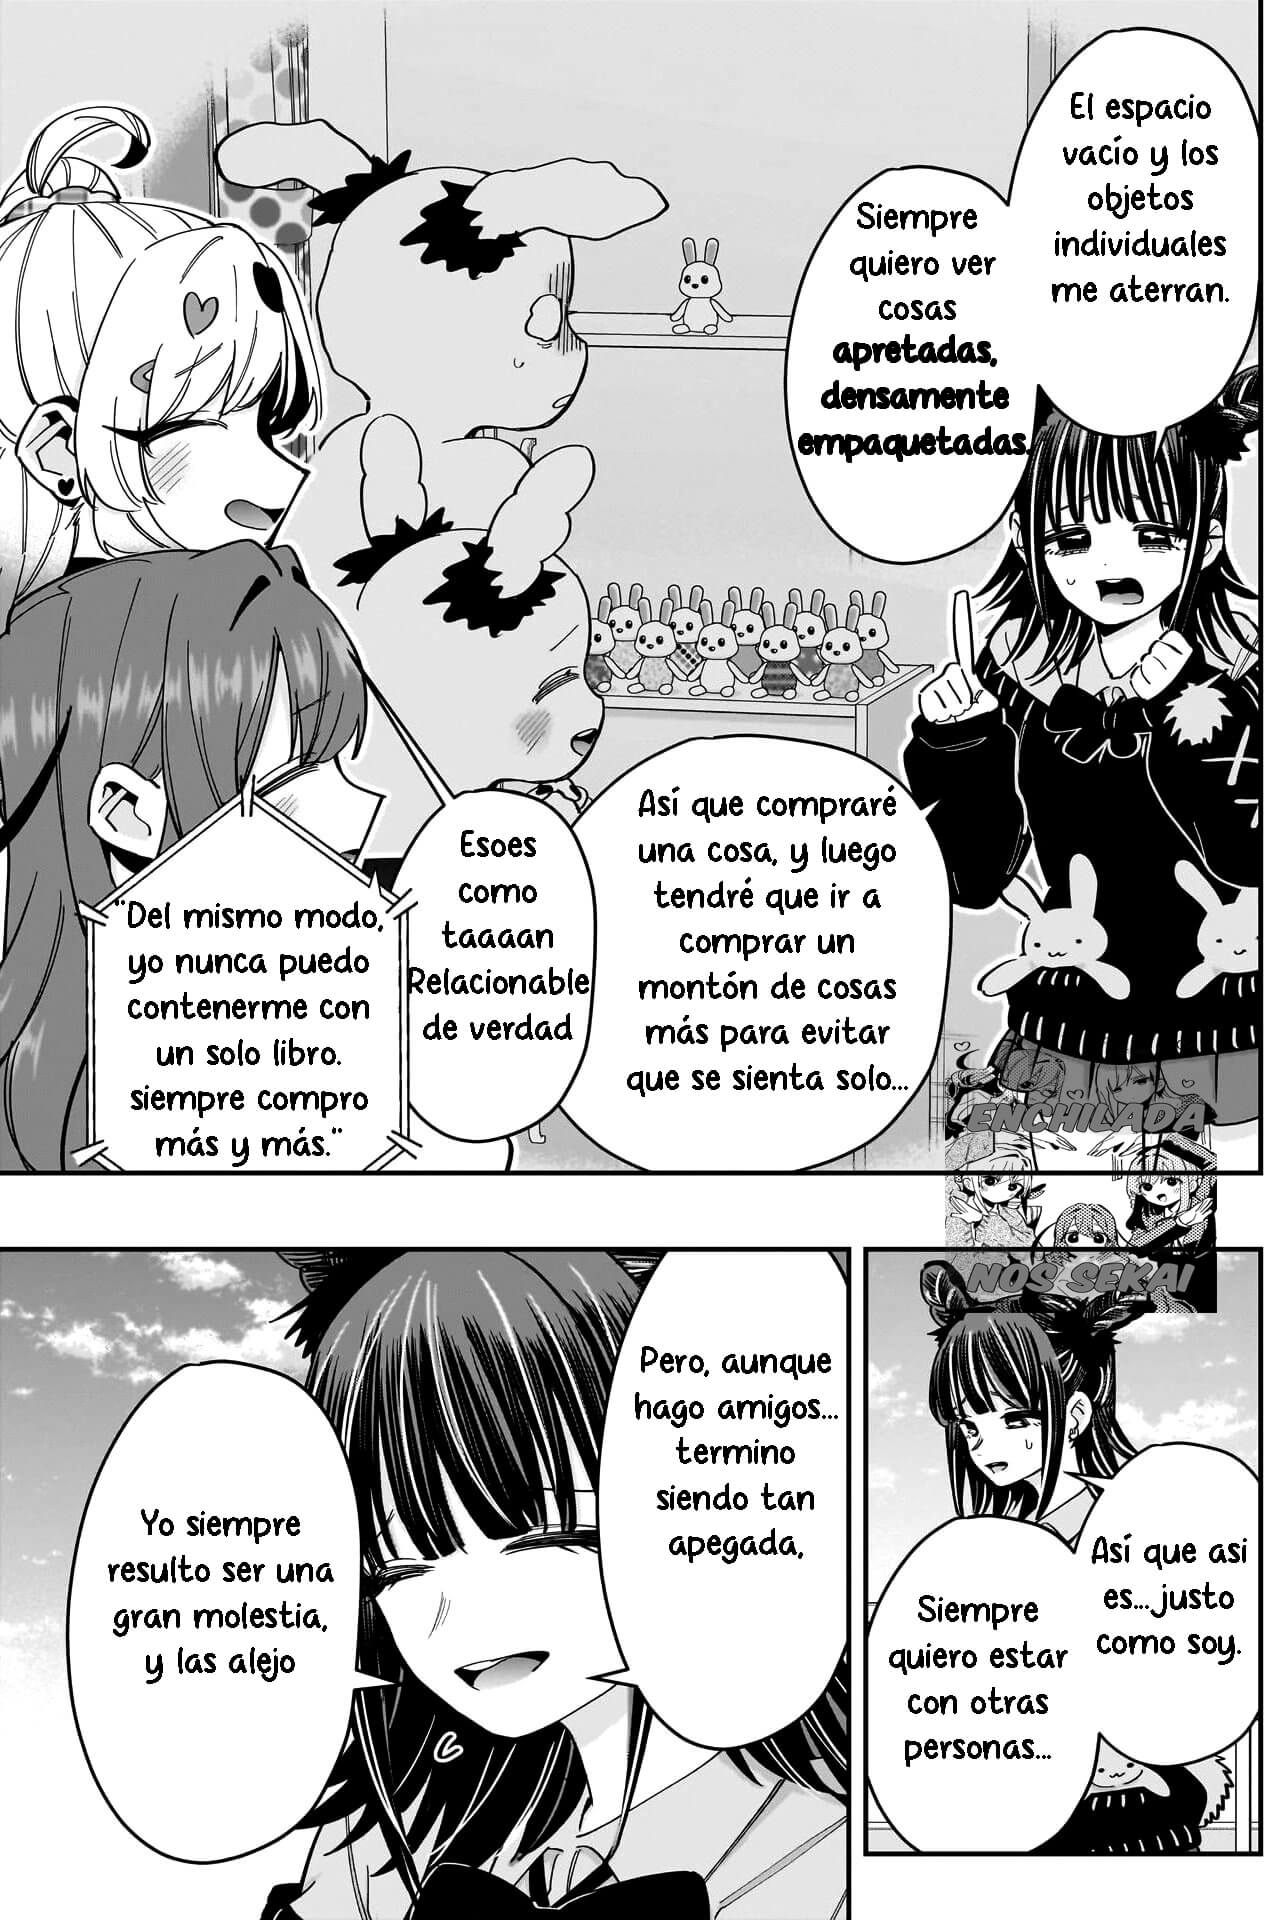 El espacio
vacío y los
objetos
individuales
me aterran.
Siempre
quiero ver
cosas
apretadas,
densamente
empaquetadas.
Así que compraré
una cosa, y luego
tendré que ir a
comprar un
montón de cosas
más para evitar
que se sienta solo...
Esoes
como
taaaan
Relacionable
de verdad
"Del mismo modo,
yo nunca puedo
contenerme con
un solo libro.
siempre compro
más y más."
ENCHILADA
NOS SEKAI
Así que asi
es...justo
como soy.
Siempre
quiero estar
con otras
personas...
Pero, aunque
hago amigos...
termino
siendo tan
apegada,
Yo siempre
resulto ser una
gran molestia,
y las alejo